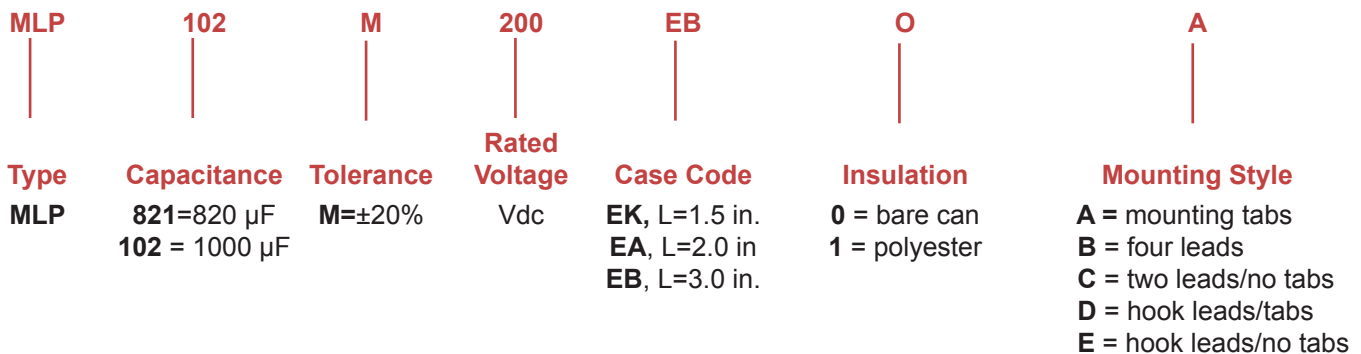 MLP 102 M 200 EB O A
Type Capacitance Tolerance Rated Voltage Case Code Insulation Mounting Style
MLP 821=820 µF M=±20% Vdc EK, L=1.5 in. 0 = bare can A = mounting tabs
102 = 1000 µF EA, L=2.0 in 1 = polyester B = four leads
EB, L=3.0 in. C = two leads/no tabs
D = hook leads/tabs
E = hook leads/no tabs